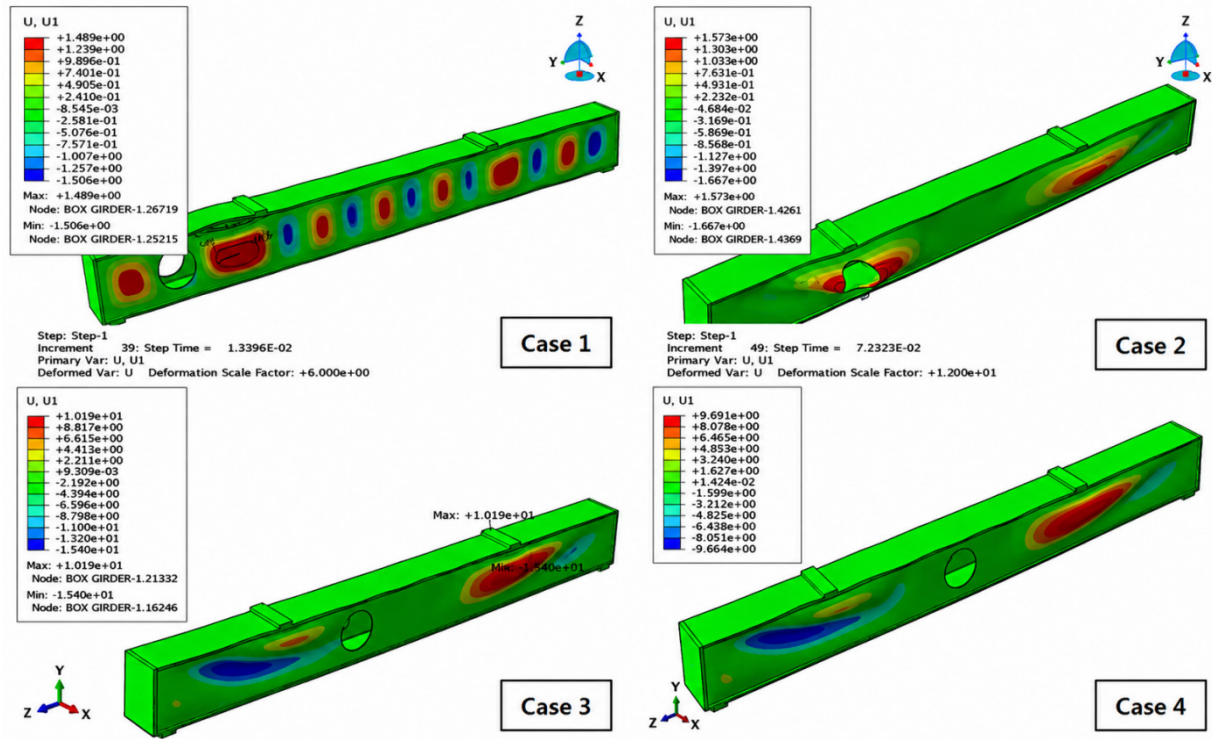 U, U1
+1.489e+00
+1.239e+00
+9.896e-01
+7.401e-01
+4.905e-01
+2.410e-01
-8.545e-03
-2.581e-01
-5.076e-01
-7.571e-01
-1.007e+00
-1.257e+00
-1.506e+00
Max: +1.489e+00
Node: BOX GIRDER-1.26719
Min: -1.506e+00
Node: BOX GIRDER-1.25215
Z
Y
X
Step: Step-1
Increment 39: Step Time = 1.3396E-02
Primary Var: U, U1
Deformed Var: U Deformation Scale Factor: +6.000e+00
Case 1
U, U1
+1.573e+00
+1.303e+00
+1.033e+00
+7.631e-01
+4.931e-01
+2.232e-01
-4.684e-02
-3.169e-01
-5.869e-01
-8.568e-01
-1.127e+00
-1.397e+00
-1.667e+00
Max: +1.573e+00
Node: BOX GIRDER-1.4261
Min: -1.667e+00
Node: BOX GIRDER-1.4369
Z
Y
X
Step: Step-1
Increment 49: Step Time = 7.2323E-02
Primary Var: U, U1
Deformed Var: U Deformation Scale Factor: +1.200e+01
Case 2
U, U1
+1.019e+01
+8.817e+00
+6.615e+00
+4.413e+00
+2.211e+00
+9.309e-03
-2.192e+00
-4.394e+00
-6.596e+00
-8.798e+00
-1.100e+01
-1.320e+01
-1.540e+01
Max: +1.019e+01
Node: BOX GIRDER-1.21332
Min: -1.540e+01
Node: BOX GIRDER-1.16246
Max: +1.019e+01
Min: -1.540e+01
Y
Z
X
Case 3
U, U1
+9.691e+00
+8.078e+00
+6.465e+00
+4.853e+00
+3.240e+00
+1.627e+00
+1.424e-02
-1.599e+00
-3.212e+00
-4.825e+00
-6.438e+00
-8.051e+00
-9.664e+00
Y
Z
X
Case 4